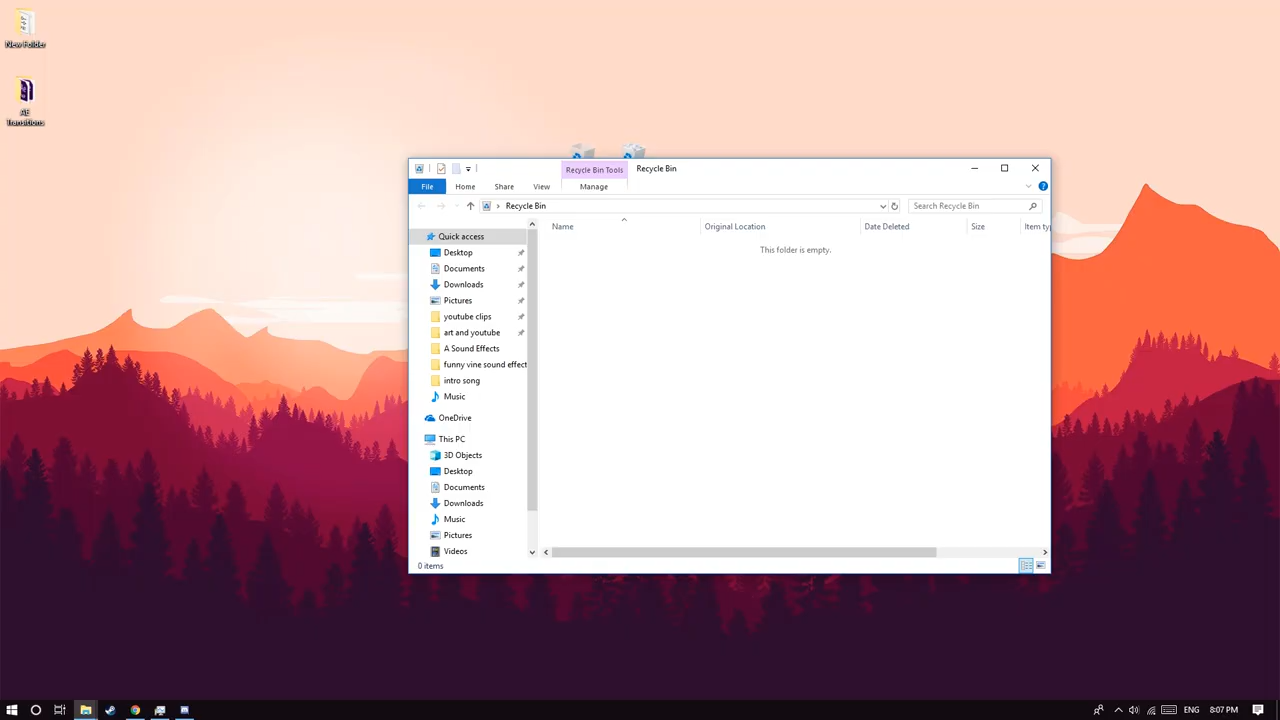 New Folder
AE
Transitions
Recycle Bin Tools
Recycle Bin
File
Home
Share
View
Manage
Recycle Bin
Search Recycle Bin
Name
Original Location
Date Deleted
Size
Item typ
This folder is empty.
Quick access
Desktop
Documents
Downloads
Pictures
youtube clips
art and youtube
A Sound Effects
funny vine sound effect
intro song
Music
OneDrive
This PC
3D Objects
Desktop
Documents
Downloads
Music
Pictures
Videos
0 items
ENG
8:07 PM